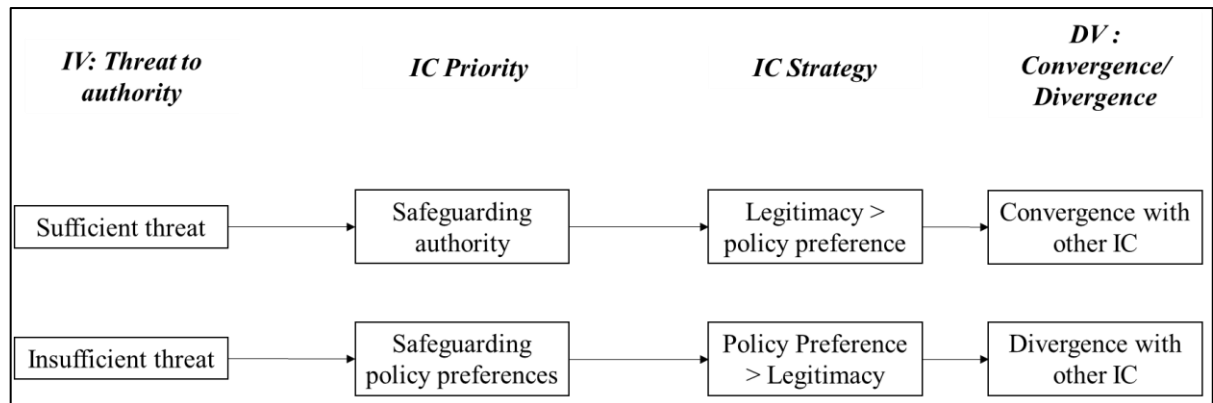 IV: Threat to
authority
IC Priority
IC Strategy
DV :
Convergence/
Divergence
Sufficient threat
Safeguarding
authority
Legitimacy >
policy preference
Convergence with
other IC
Insufficient threat
Safeguarding
policy preferences
Policy Preference
> Legitimacy
Divergence with
other IC